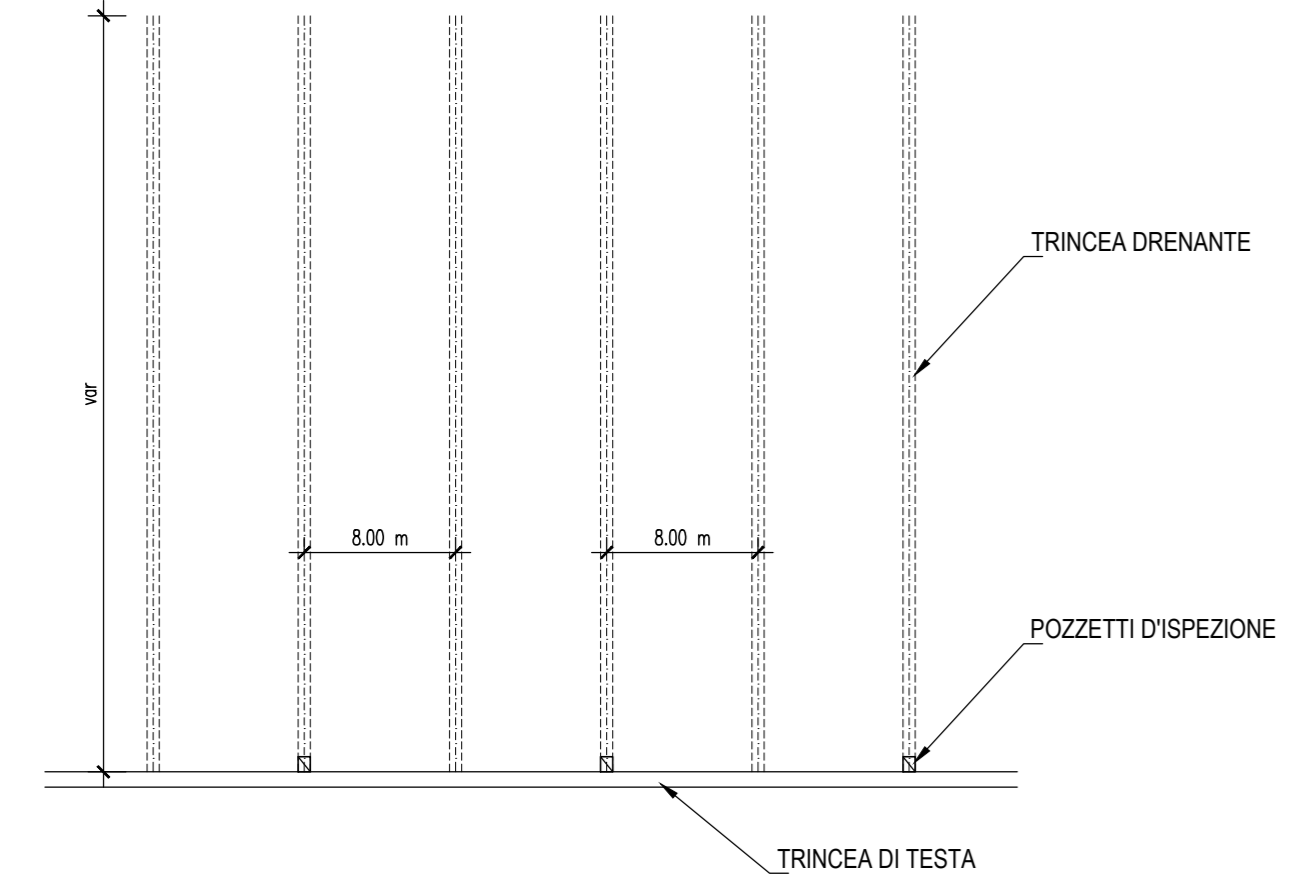 TRINCEA DRENANTE
var
8.00 m
8.00 m
POZZETTI D'ISPEZIONE
TRINCEA DI TESTA